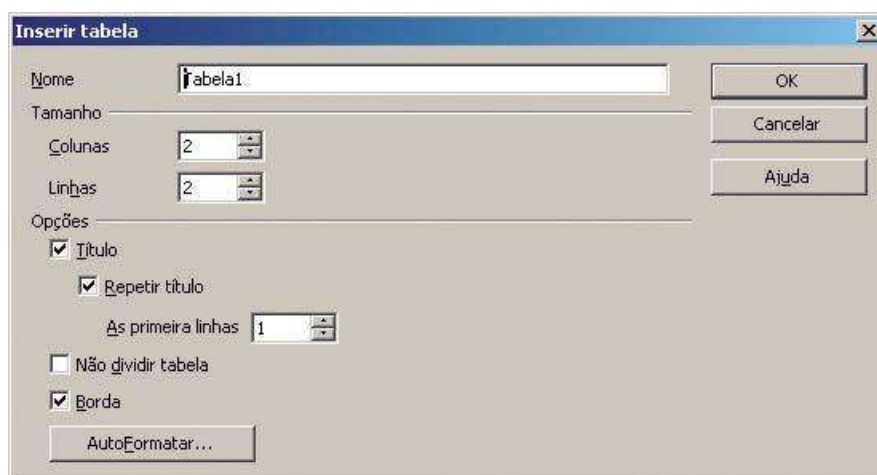 Inserir tabela
Nome Tabela1 OK
Tamanho Cancelar
Colunas 2
Linhas 2 Ajuda
Opções
Título
Repetir título
As primeira linhas 1
Não dividir tabela
Borda
AutoFormatar...